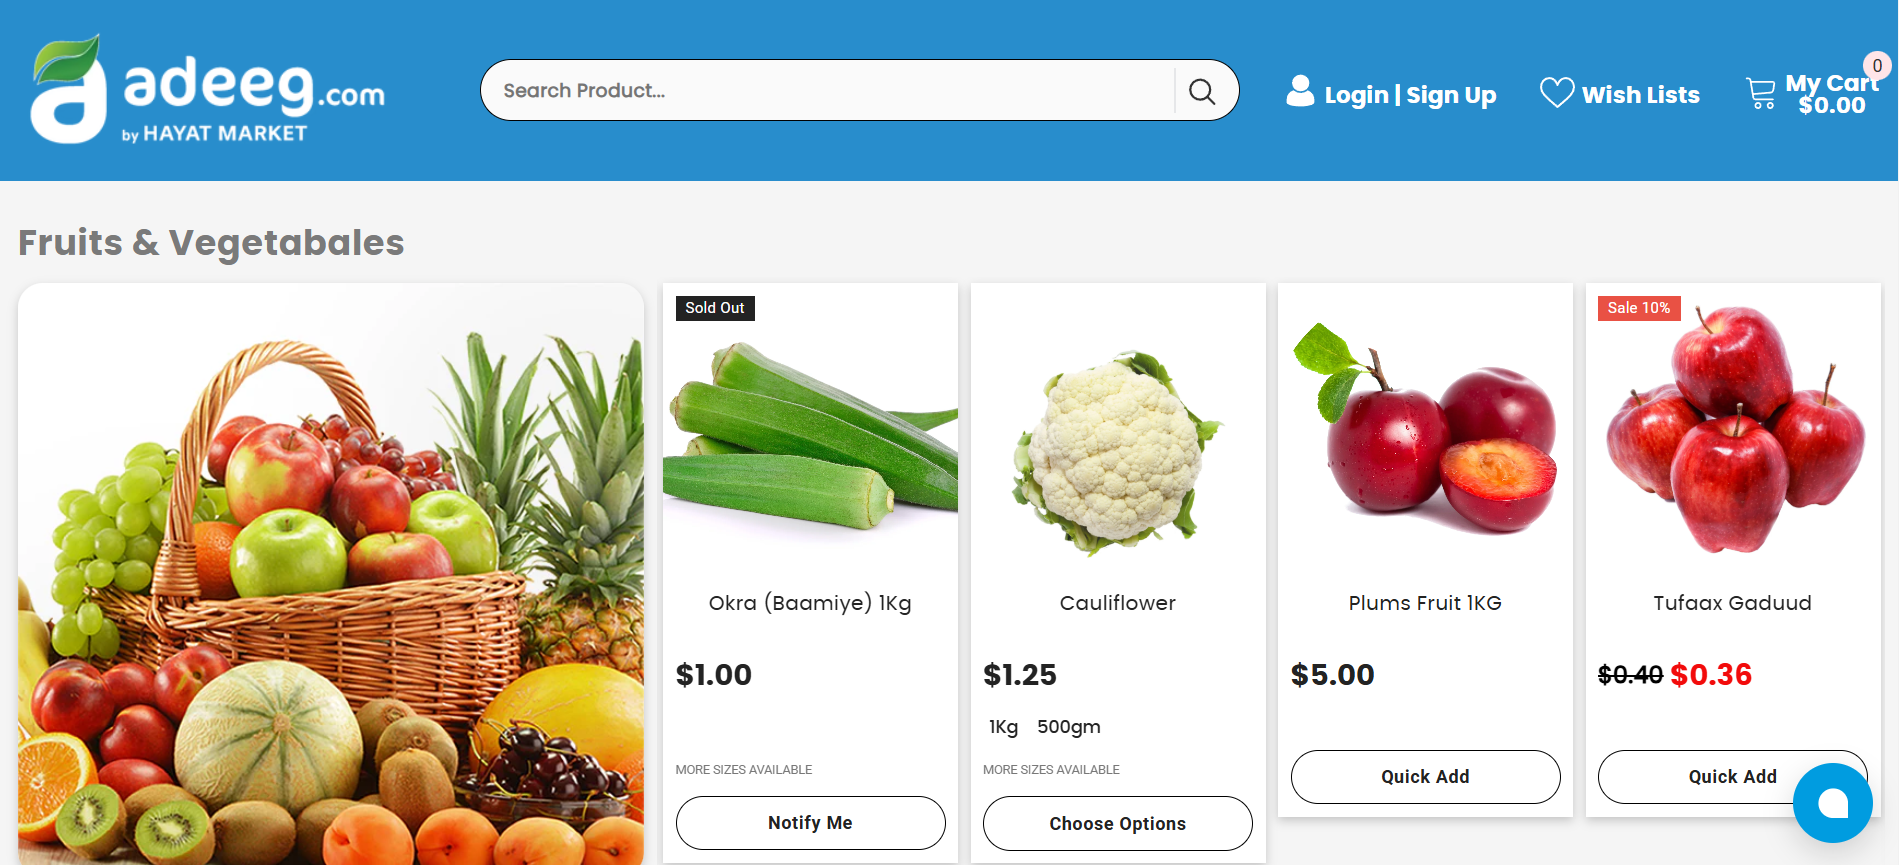 adeeg.com
by HAYAT MARKET
Search Product...
Login | Sign Up
Wish Lists
0
My Cart
$0.00
Fruits & Vegetabales
Sold Out
Okra (Baamiye) 1Kg
$1.00
MORE SIZES AVAILABLE
Notify Me
Cauliflower
$1.25
1Kg 500gm
MORE SIZES AVAILABLE
Choose Options
Plums Fruit 1KG
$5.00
Quick Add
Sale 10%
Tufaax Gaduud
$0.40 $0.36
Quick Add